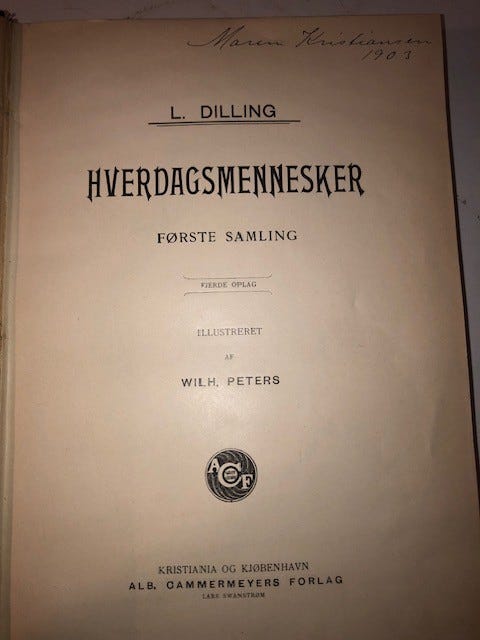 Maren Kristiansen
1903
L. DILLING
HVERDAGSMENNESKER
FØRSTE SAMLING
FJERDE OPLAG
ILLUSTRERET
AF
WILH. PETERS
ACF
KRISTIANIA OG KJØBENHAVN
ALB. CAMMERMEYERS FORLAG
LARS SWANSTRØM